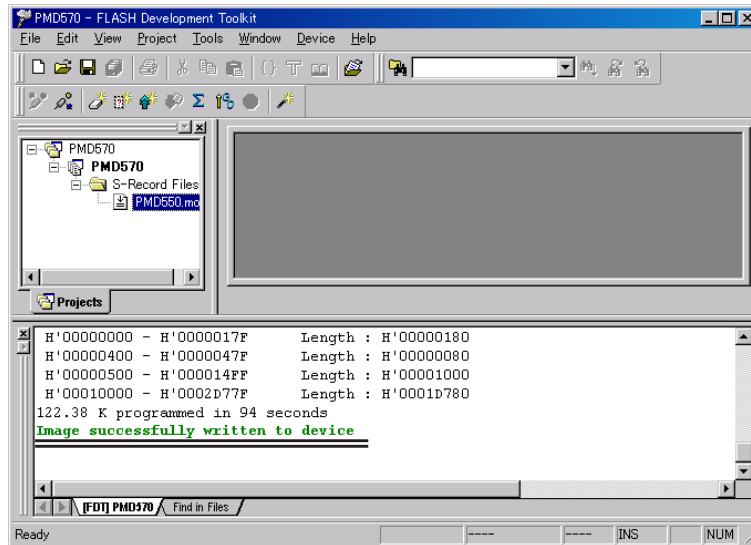 PMD570 - FLASH Development Toolkit
File Edit View Project Tools Window Device Help
PMD570
PMD570
S-Record Files
PMD550.mo
Projects
H'00000000 - H'0000017F Length : H'00000180
H'00000400 - H'0000047F Length : H'00000080
H'00000500 - H'000014FF Length : H'00001000
H'00010000 - H'0002D77F Length : H'0001D780
122.38 K programmed in 94 seconds
Image successfully written to device
[FDT] PMD570 Find in Files
Ready ---- ---- INS NUM